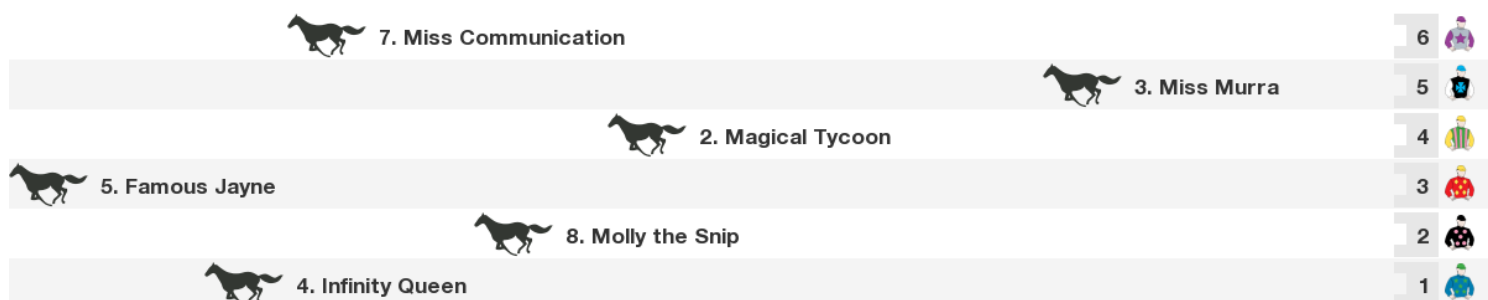 7. Miss Communication 6
3. Miss Murra 5
2. Magical Tycoon 4
5. Famous Jayne 3
8. Molly the Snip 2
4. Infinity Queen 1